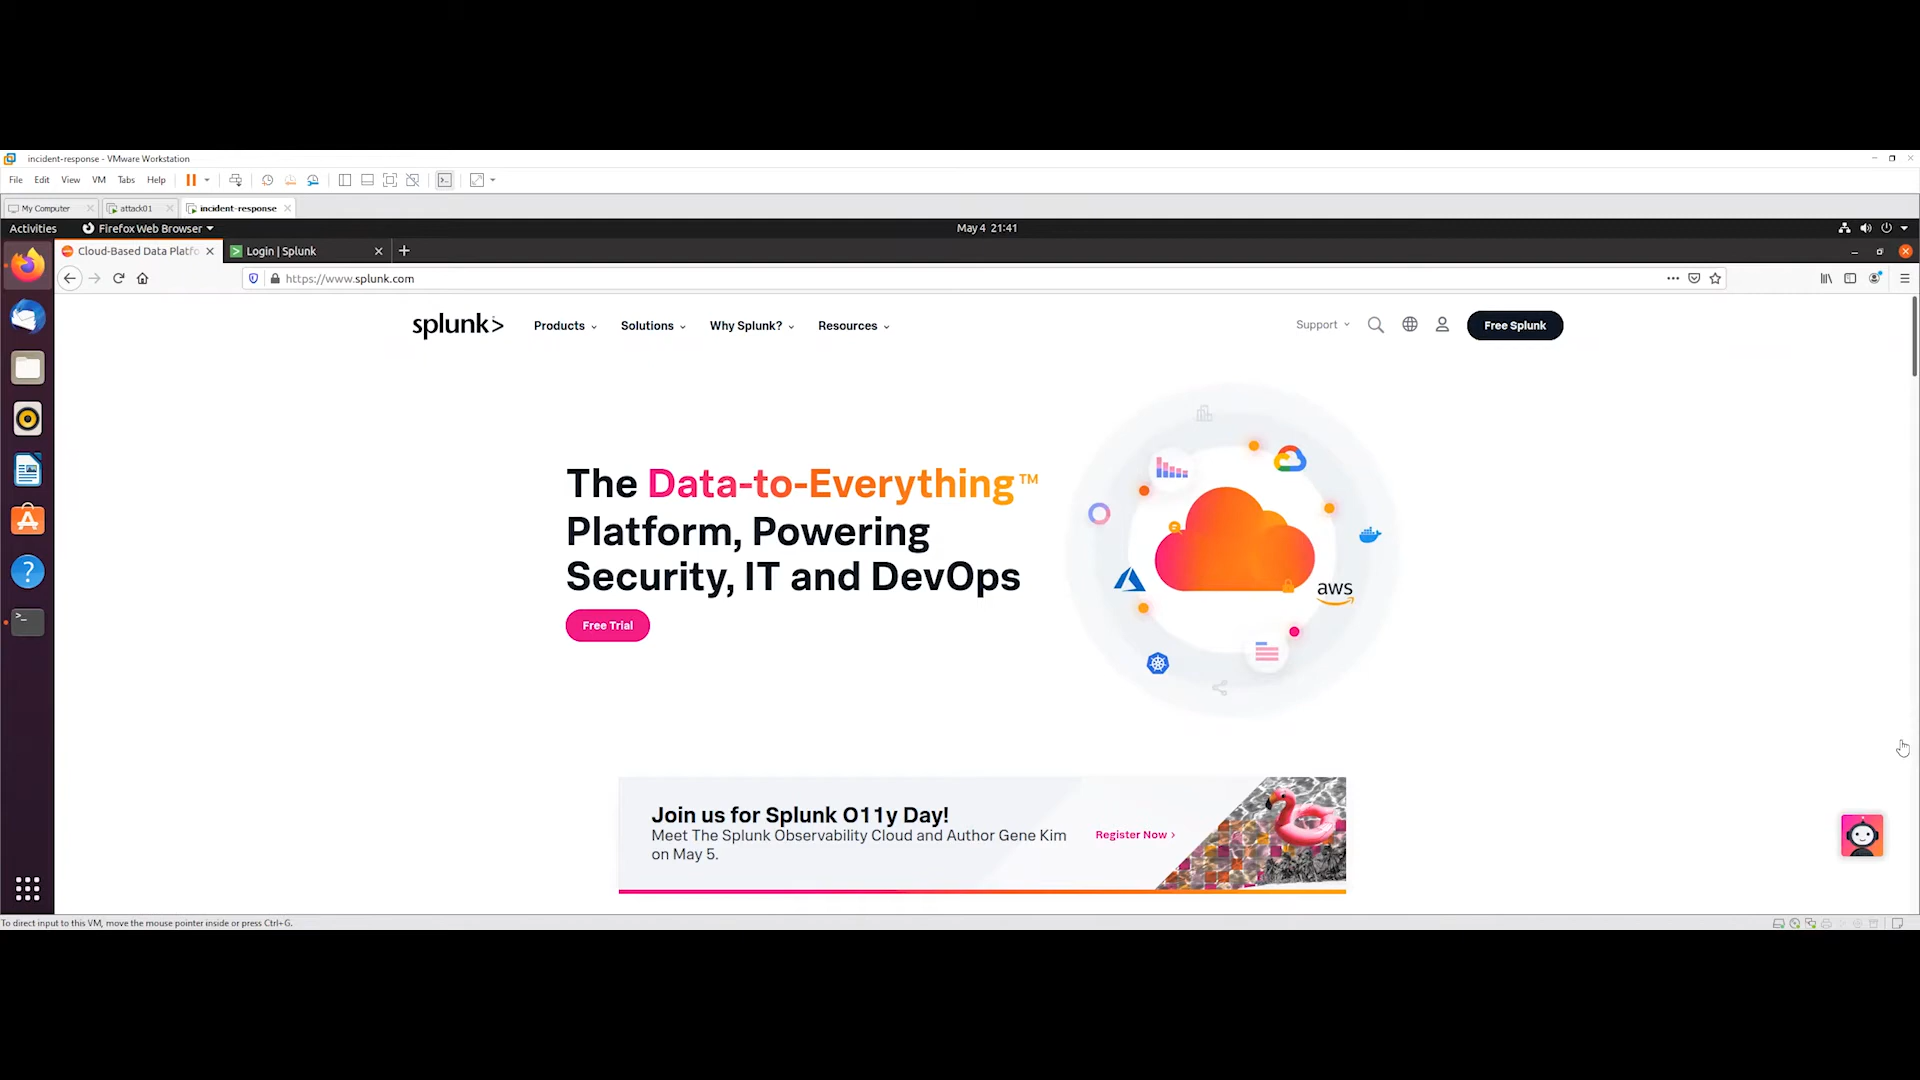 incident-response - VMware Workstation
File Edit View VM Tabs Help
My Computer attack01 incident-response
Activities Firefox Web Browser May 4 21:41
Cloud-Based Data Platfo Login | Splunk
https://www.splunk.com
splunk> Products Solutions Why Splunk? Resources Support Free Splunk
The Data-to-Everything™
Platform, Powering
Security, IT and DevOps
Free Trial
aws
Join us for Splunk O11y Day!
Meet The Splunk Observability Cloud and Author Gene Kim
on May 5.
Register Now ›
To direct input to this VM, move the mouse pointer inside or press Ctrl+G.